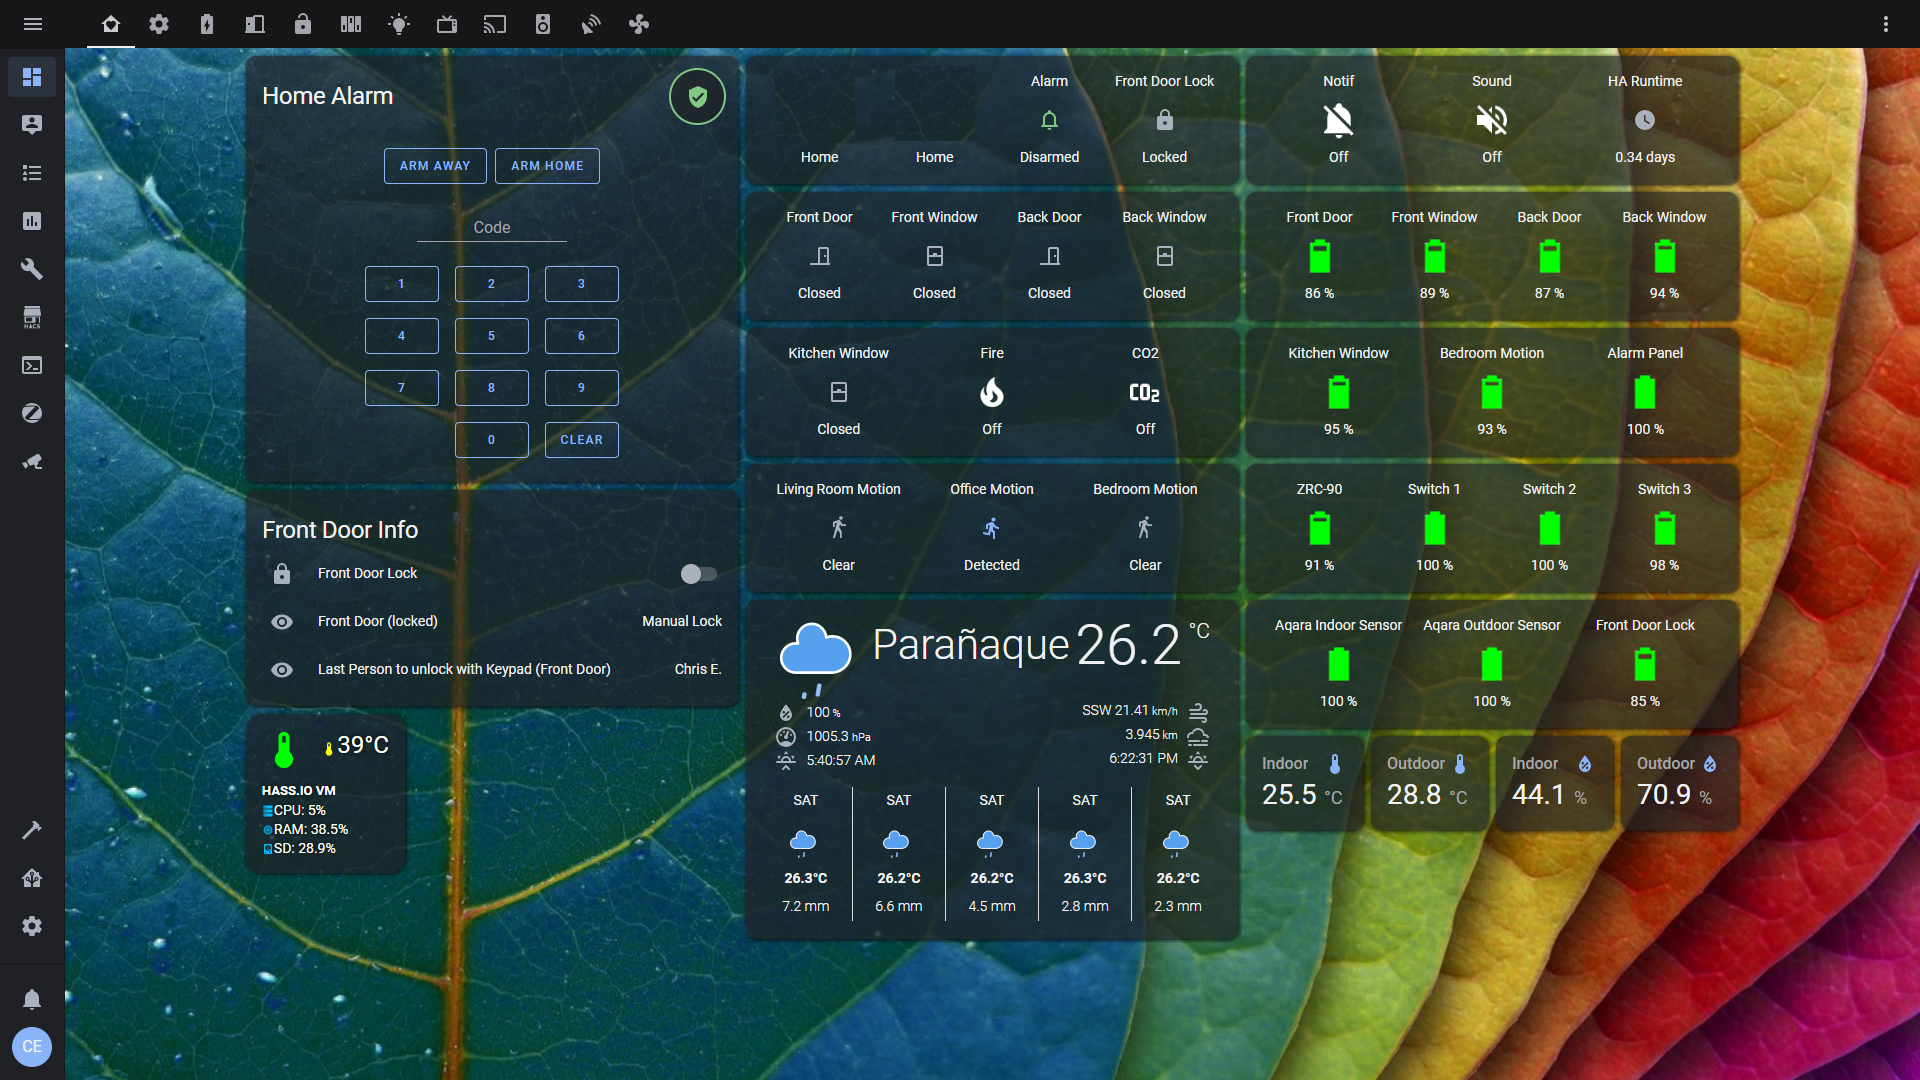 Home Alarm
ARM AWAY
ARM HOME
Code
1 2 3
4 5 6
7 8 9
0 CLEAR
Front Door Info
Front Door Lock
Front Door (locked) Manual Lock
Last Person to unlock with Keypad (Front Door) Chris E.
39°C
HASS.IO VM
CPU: 5%
RAM: 38.5%
SD: 28.9%
Alarm Front Door Lock
Home Home Disarmed Locked
Front Door Front Window Back Door Back Window
Closed Closed Closed Closed
Kitchen Window Fire CO2
CO2
Closed Off Off
Living Room Motion Office Motion Bedroom Motion
Clear Detected Clear
Parañaque 26.2 °C
100 % SSW 21.41 km/h
1005.3 hPa 3.945 km
5:40:57 AM 6:22:31 PM
SAT SAT SAT SAT SAT
26.3°C 26.2°C 26.2°C 26.3°C 26.2°C
7.2 mm 6.6 mm 4.5 mm 2.8 mm 2.3 mm
Notif Sound HA Runtime
Off Off 0.34 days
Front Door Front Window Back Door Back Window
86 % 89 % 87 % 94 %
Kitchen Window Bedroom Motion Alarm Panel
95 % 93 % 100 %
ZRC-90 Switch 1 Switch 2 Switch 3
91 % 100 % 100 % 98 %
Aqara Indoor Sensor Aqara Outdoor Sensor Front Door Lock
100 % 100 % 85 %
Indoor Outdoor Indoor Outdoor
25.5 °C 28.8 °C 44.1 % 70.9 %
HACS
CE